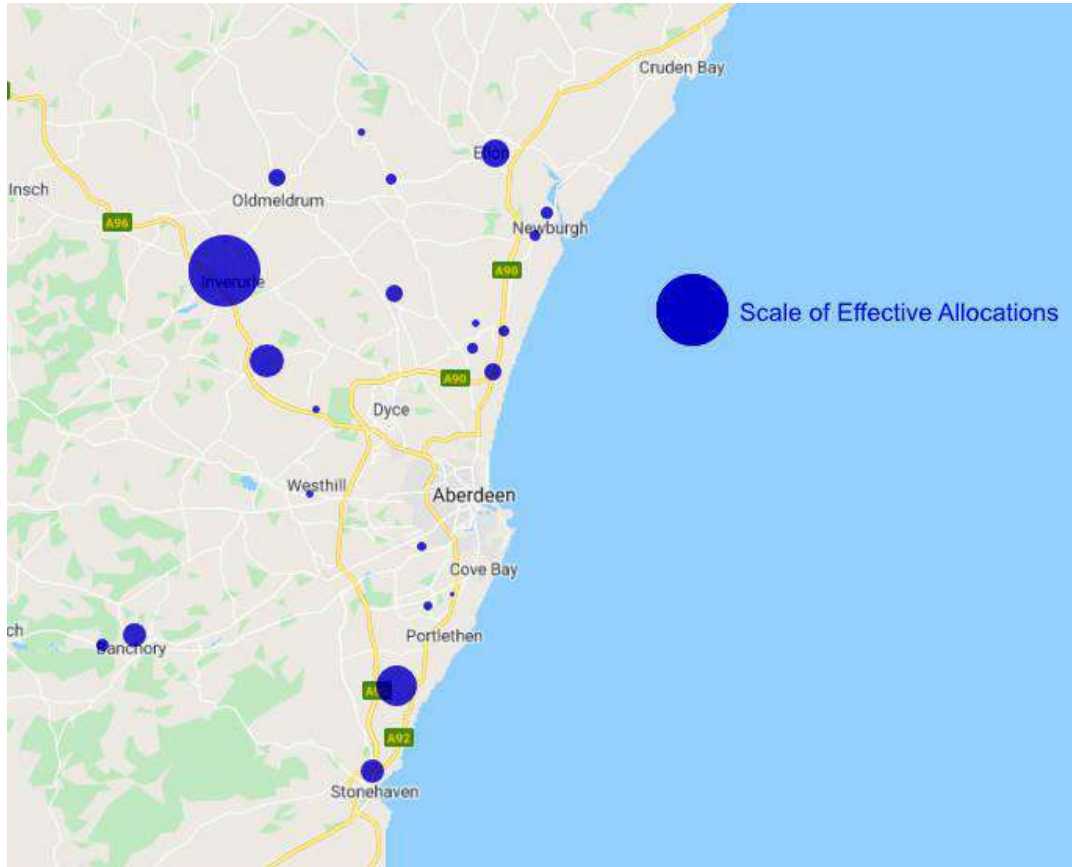 Cruden Bay
Ellon
Insch
Oldmeldrum
A96
Newburgh
A90
Inverurie
Scale of Effective Allocations
A90
Dyce
Westhill
Aberdeen
Cove Bay
ch
Portlethen
Banchory
A92
Stonehaven